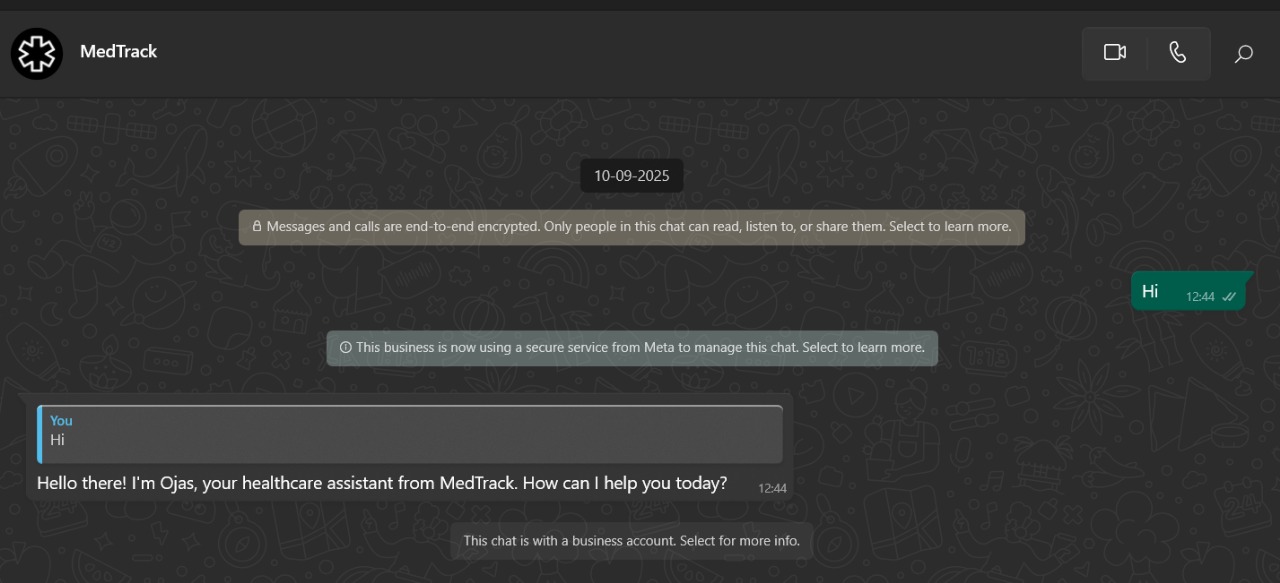 MedTrack
10-09-2025
Messages and calls are end-to-end encrypted. Only people in this chat can read, listen to, or share them. Select to learn more.
Hi 12:44
This business is now using a secure service from Meta to manage this chat. Select to learn more.
You
Hi
Hello there! I'm Ojas, your healthcare assistant from MedTrack. How can I help you today? 12:44
This chat is with a business account. Select for more info.